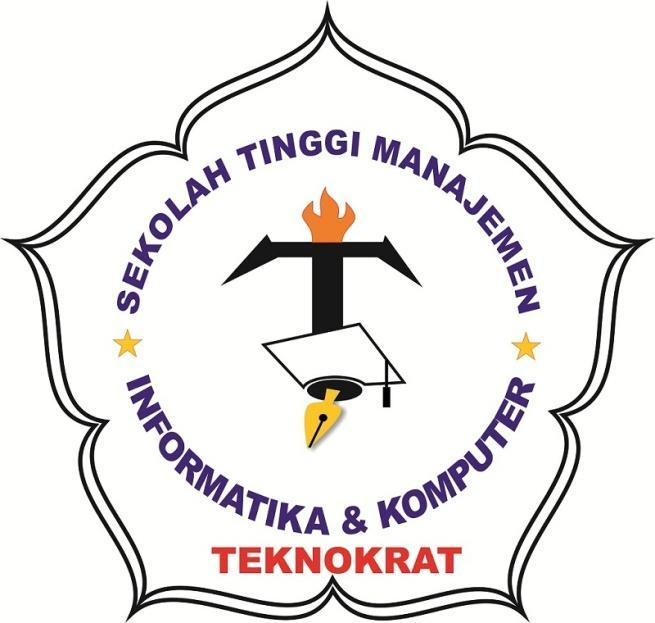 SEKOLAH TINGGI MANAJEMEN
INFORMATIKA & KOMPUTER
TEKNOKRAT